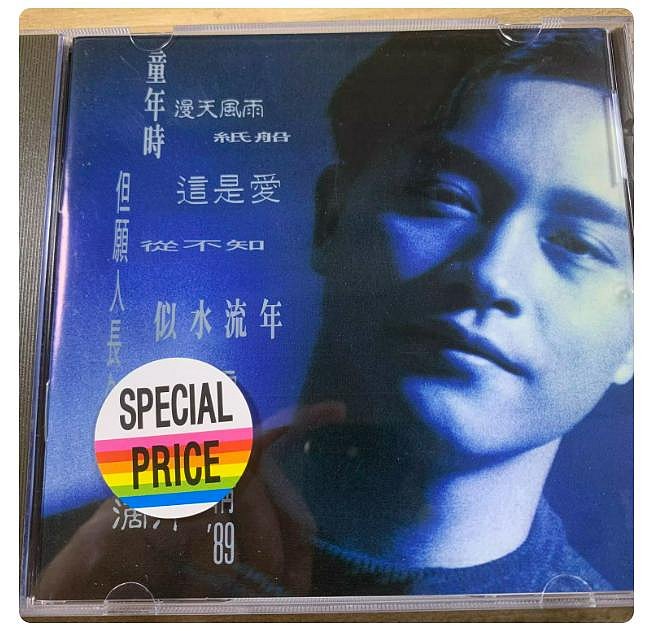 童年時
漫天風雨
紙船
這是愛
從不知
但願人長
似水流年
SPECIAL
PRICE
'89